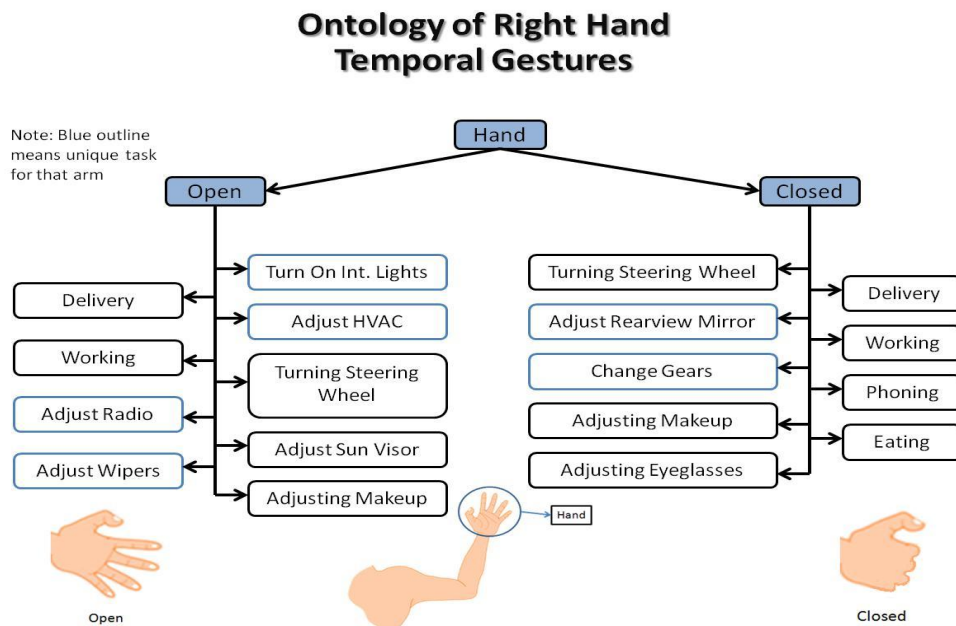 Ontology of Right Hand
Temporal Gestures
Note: Blue outline
means unique task
for that arm
Hand
Open
Closed
Turn On Int. Lights
Delivery
Adjust HVAC
Working
Turning Steering
Wheel
Adjust Radio
Adjust Sun Visor
Adjust Wipers
Adjusting Makeup
Turning Steering Wheel
Delivery
Adjust Rearview Mirror
Working
Change Gears
Phoning
Adjusting Makeup
Eating
Adjusting Eyeglasses
Hand
Open
Closed